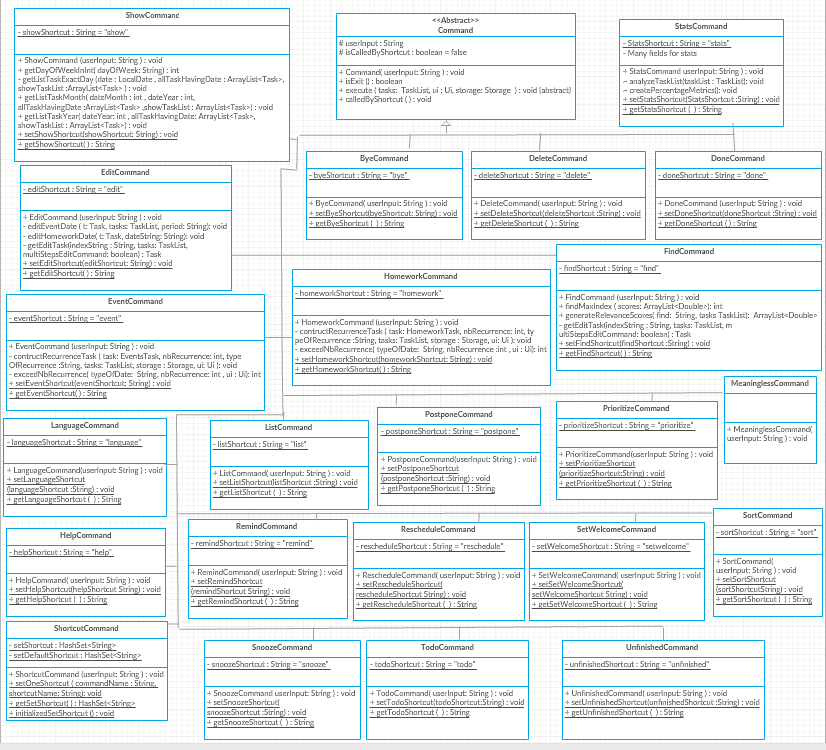 ShowCommand
- showShortcut : String = "show"
+ ShowCommand (userInput: String ) : void
+ getDayOfWeekInInt( dayOfWeek: String) : int
- getListTaskExactDay (date : LocalDate , allTaskHavingDate : ArrayList<Task>,
showTaskList :ArrayList<Task> ) : void
+ getListTaskMonth( dateMonth : int , dateYear : int,
allTaskHavingDate :ArrayList<Task> ,showTaskList : ArrayList<Task>) : void
+ getListTaskYear( dateYear: int , allTaskHavingDate: ArrayList<Task>,
showTaskList : ArrayList<Task>) : void
+ setShowShortcut(showShortcut: String) : void
+ getShowShortcut( ) : String
<<Abstract>>
Command
# userInput : String
# isCalledByShortcut : boolean = false
+ Command( userInput: String ) : void
+ isExit () : boolean
+ execute ( tasks: TaskList, ui : Ui, storage: Storage ) : void {abstract}
+ calledByShortcut ( ) : void
StatsCommand
- StatsShortcut : String = "stats"
- Many fields for stats
+ StatsCommand userInput: String ) : void
~ analyzeTaskList(taskList : TaskList): void
~ createPercentageMetrics(): void
+ setStatsShortcut(StatsShortcut :String) : void
+ getStatsShortcut ( ) : String
EditCommand
- editShortcut : String = "edit"
+ EditCommand (userInput: String ) : void
- editEventDate ( t: Task, tasks: TaskList, period: String): void
- editHomeworkDate( t: Task, dateString: String): void
- getEditTask(indexString : String, tasks: TaskList,
multiStepsEditCommand: boolean) : Task
+ setEditShortcut(editShortcut: String) : void
+ getEditShortcut( ) : String
ByeCommand
- byeShortcut : String = "bye"
+ ByeCommand( userInput: String ) : void
+ setByeShortcut(byeShortcut :String) : void
+ getByeShortcut ( ) : String
DeleteCommand
- deleteShortcut : String = "delete"
+ DeleteCommand( userInput: String ) : void
+ setDeleteShortcut(deleteShortcut :String) : void
+ getDeleteShortcut ( ) : String
DoneCommand
- doneShortcut : String = "done"
+ DoneCommand( userInput: String ) : void
+ setDoneShortcut(doneShortcut :String) : void
+ getDoneShortcut ( ) : String
FindCommand
- findShortcut : String = "find"
+ FindCommand (userInput: String ) : void
+ findMaxIndex ( scores: ArrayList<Double>): int
+ generateRelevanceScores( find: String, tasks TaskList): ArrayList<Double>
- getEditTask(indexString : String, tasks: TaskList, m
ultiStepsEditCommand: boolean) : Task
+ setFindShortcut(findShortcut :String) : void
+ getFindShortcut( ) : String
HomeworkCommand
- homeworkShortcut : String = "homework"
+ HomeworkCommand (userInput: String ) : void
- contructRecurrenceTask ( task: HomeworkTask, nbRecurrence: int, ty
peOfRecurrence :String, tasks: TaskList, storage : Storage, ui: Ui ): void
- exceedNbRecurrence( typeOfDate: String, nbRecurrence :int , ui : Ui): int
+ setHomeworkShortcut(homeworkShortcut: String) : void
+ getHomeworkShortcut( ) : String
EventCommand
- eventShortcut : String = "event"
+ EventCommand (userInput: String ) : void
- contructRecurrenceTask ( task: EventsTask, nbRecurrence: int, type
OfRecurrence :String, tasks: TaskList, storage : Storage, ui: Ui ): void
- exceedNbRecurrence( typeOfDate: String, nbRecurrence: int , ui : Ui): int
+ setEventShortcut(eventShortcut: String) : void
+ getEventShortcut( ) : String
MeaninglessCommand
+ MeaninglessCommand(
userInput: String ) : void
LanguageCommand
- languageShortcut : String = "language"
+ LanguageCommand(userInput: String ) : void
+ setLanguageShortcut
(languageShortcut :String) : void
+ getLanguageShortcut ( ) : String
ListCommand
- listShortcut : String = "list"
+ ListCommand( userInput: String ) : void
+ setListShortcut(listShortcut :String) : void
+ getListShortcut ( ) : String
PostponeCommand
- postponeShortcut : String = "postpone"
+ PostponeCommand( userInput: String ) : void
+ setPostponeShortcut
(postponeShortcut :String) : void
+ getPostponeShortcut ( ) : String
PrioritizeCommand
- prioritizeShortcut : String = "prioritize"
+ PrioritizeCommand( userInput: String ) : void
+ setPrioritizeShortcut
(prioritizeShortcut :String) : void
+ getPrioritizeShortcut ( ) : String
HelpCommand
- helpShortcut : String = "help"
+ HelpCommand( userInput: String ) : void
+ setHelpShortcut(helpShortcut :String) : void
+ getHelpShortcut ( ) : String
RemindCommand
- remindShortcut : String = "remind"
+ RemindCommand( userInput: String ) : void
+ setRemindShortcut
(remindShortcut :String) : void
+ getRemindShortcut ( ) : String
RescheduleCommand
- rescheduleShortcut : String = "reschedule"
+ RescheduleCommand( userInput: String ) : void
+ setRescheduleShortcut(
rescheduleShortcut :String) : void
+ getRescheduleShortcut ( ) : String
SetWelcomeCommand
- setWelcomeShortcut : String = "setwelcome"
+ SetWelcomeCommand( userInput: String ) : void
+ setSetWelcomeShortcut(
setWelcomeShortcut :String) : void
+ getSetWelcomeShortcut ( ) : String
SortCommand
- sortShortcut : String = "sort"
+ SortCommand(
userInput: String ) : void
+ setSortShortcut
(sortShortcut :String) : void
+ getSortShortcut ( ) : String
ShortcutCommand
- setShortcut : HashSet<String>
- setDefaultShortcut : HashSet<String>
+ ShortcutCommand( userInput: String ) : void
+ setOneShortcut ( commandName : String,
shortcutName: String): void
+ getSetShortcut( ) : HashSet<String>
+ initializedSetShortcut (): void
SnoozeCommand
- snoozeShortcut : String = "snooze"
+ SnoozeCommand userInput: String ) : void
+ setSnoozeShortcut(
snoozeShortcut :String) : void
+ getSnoozeShortcut ( ) : String
TodoCommand
- todoShortcut : String = "todo"
+ TodoCommand( userInput: String ) : void
+ setTodoShortcut(todoShortcut:String) : void
+ getTodoShortcut ( ) : String
UnfinishedCommand
- unfinishedShortcut : String = "unfinished"
+ UnfinishedCommand( userInput: String ) : void
+ setUnfinishedShortcut(unfinishedShortcut :String) : void
+ getUnfinishedShortcut ( ) : String